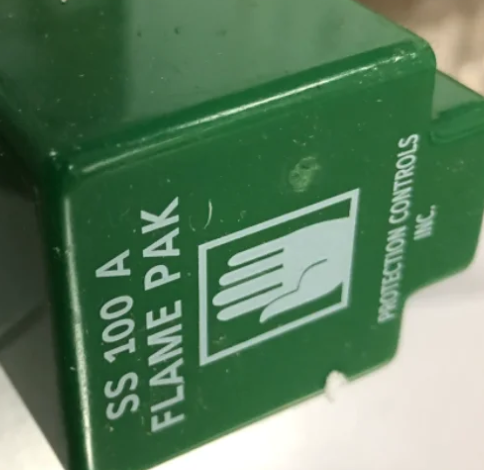 SS 100 A
FLAME PAK
PROTECTION CONTROLS
INC.